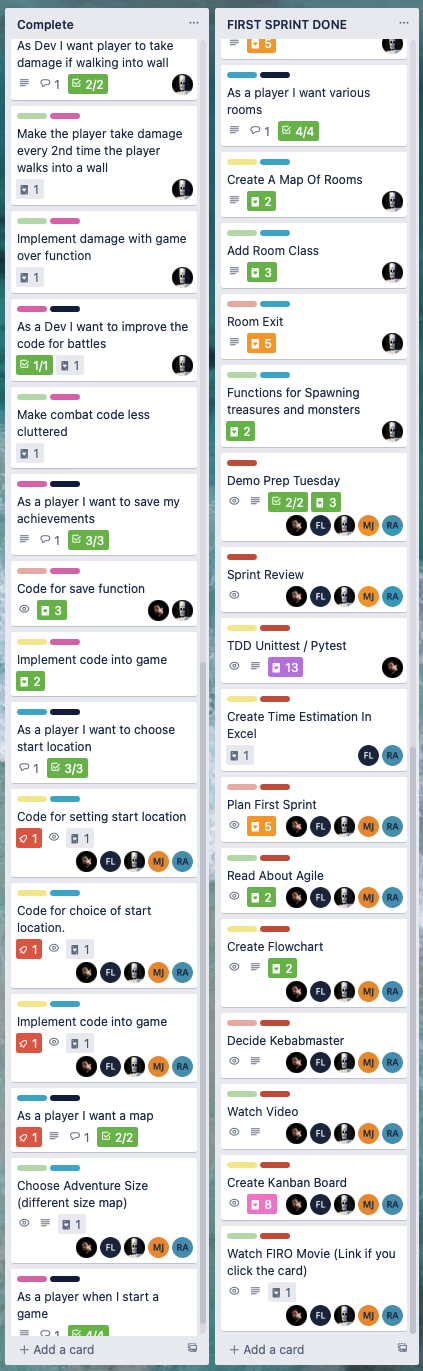 Complete
As Dev I want player to take
damage if walking into wall
1 2/2
Make the player take damage
every 2nd time the player
walks into a wall
1
Implement damage with game
over function
1
As a Dev I want to improve the
code for battles
1/1 1
Make combat code less
cluttered
1
As a player I want to save my
achievements
1 3/3
Code for save function
3
Implement code into game
2
As a player I want to choose
start location
1 3/3
Code for setting start location
1 1
FL MJ RA
Code for choice of start
location.
1 1
FL MJ RA
Implement code into game
1 1
FL MJ RA
As a player I want a map
1 1 2/2
Choose Adventure Size
(different size map)
1
FL MJ RA
As a player when I start a
game
1 4/4
+ Add a card
FIRST SPRINT DONE
5
As a player I want various
rooms
1 4/4
Create A Map Of Rooms
2
Add Room Class
3
Room Exit
5
Functions for Spawning
treasures and monsters
2
Demo Prep Tuesday
2/2 3
FL MJ RA
Sprint Review
FL MJ RA
TDD Unittest / Pytest
13
Create Time Estimation In
Excel
1 FL RA
Plan First Sprint
5 FL MJ RA
Read About Agile
2 FL MJ RA
Create Flowchart
2
FL MJ RA
Decide Kebabmaster
FL MJ RA
Watch Video
FL MJ RA
Create Kanban Board
8 FL MJ RA
Watch FIRO Movie (Link if you
click the card)
1
FL MJ RA
+ Add a card